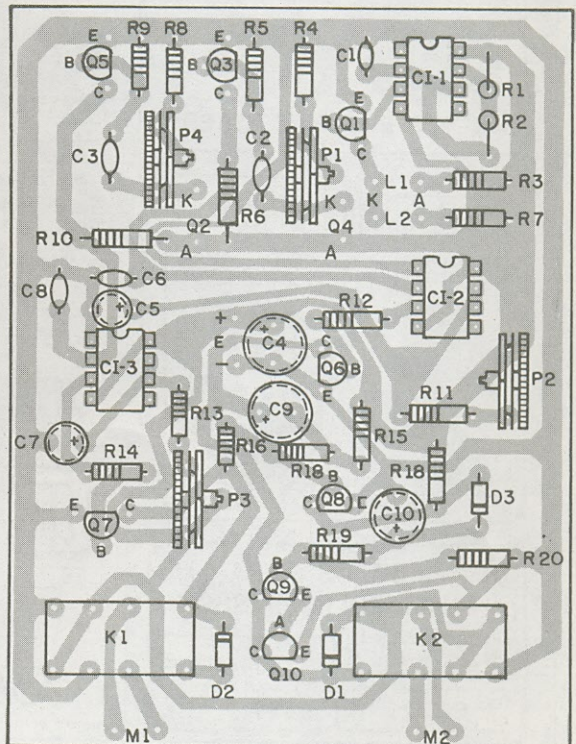 R9 R8 R5 R4
E E C1
B Q5 B Q3 CI-1 R1
C C E
B Q1 R2
P4 C2 P1 C
C3
L1 R3
K K K A
Q2 R6 Q4 L2 R7
R10 A A
C6
C8 C5 R12 CI-2
+ +
E C4 C
CI-3 - Q6 B P2
E R11
R13 + C9
C7 + R16 R15
R14 R18 R18
B
E C P3 C Q8 E D3
Q7 C10
B + R19
R20
B
C Q9 E
A
K1 K2
C E
D2 Q10 D1
M1 M2